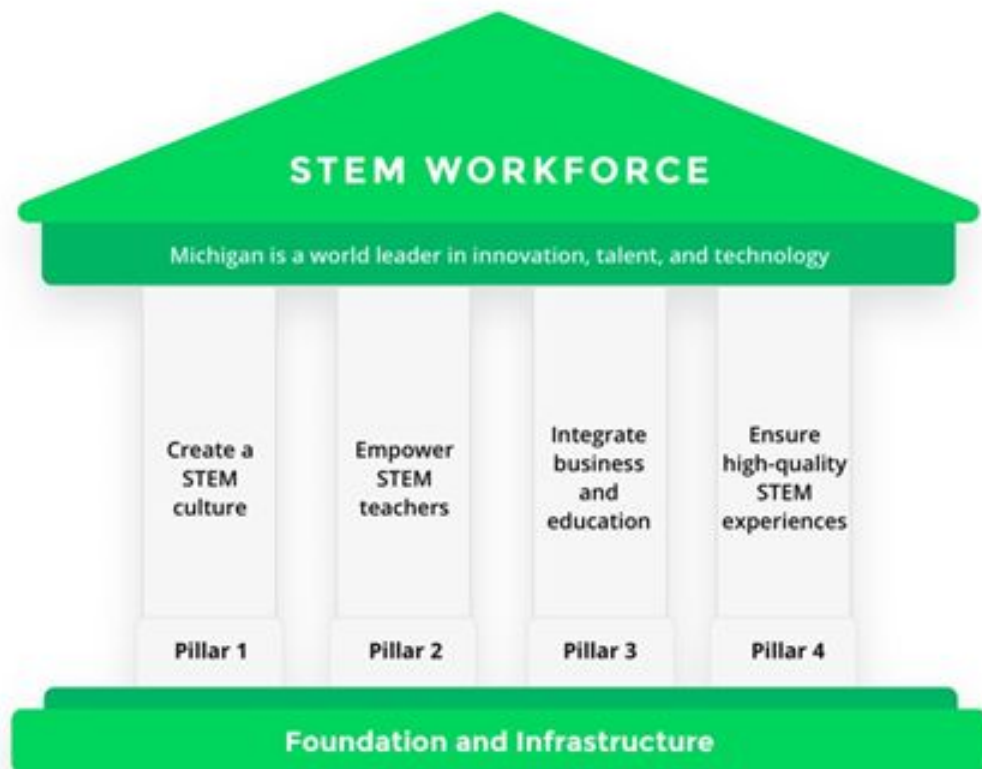 STEM WORKFORCE
Michigan is a world leader in innovation, talent, and technology
Create a
STEM
culture
Empower
STEM
teachers
Integrate
business
and
education
Ensure
high-quality
STEM
experiences
Pillar 1
Pillar 2
Pillar 3
Pillar 4
Foundation and Infrastructure